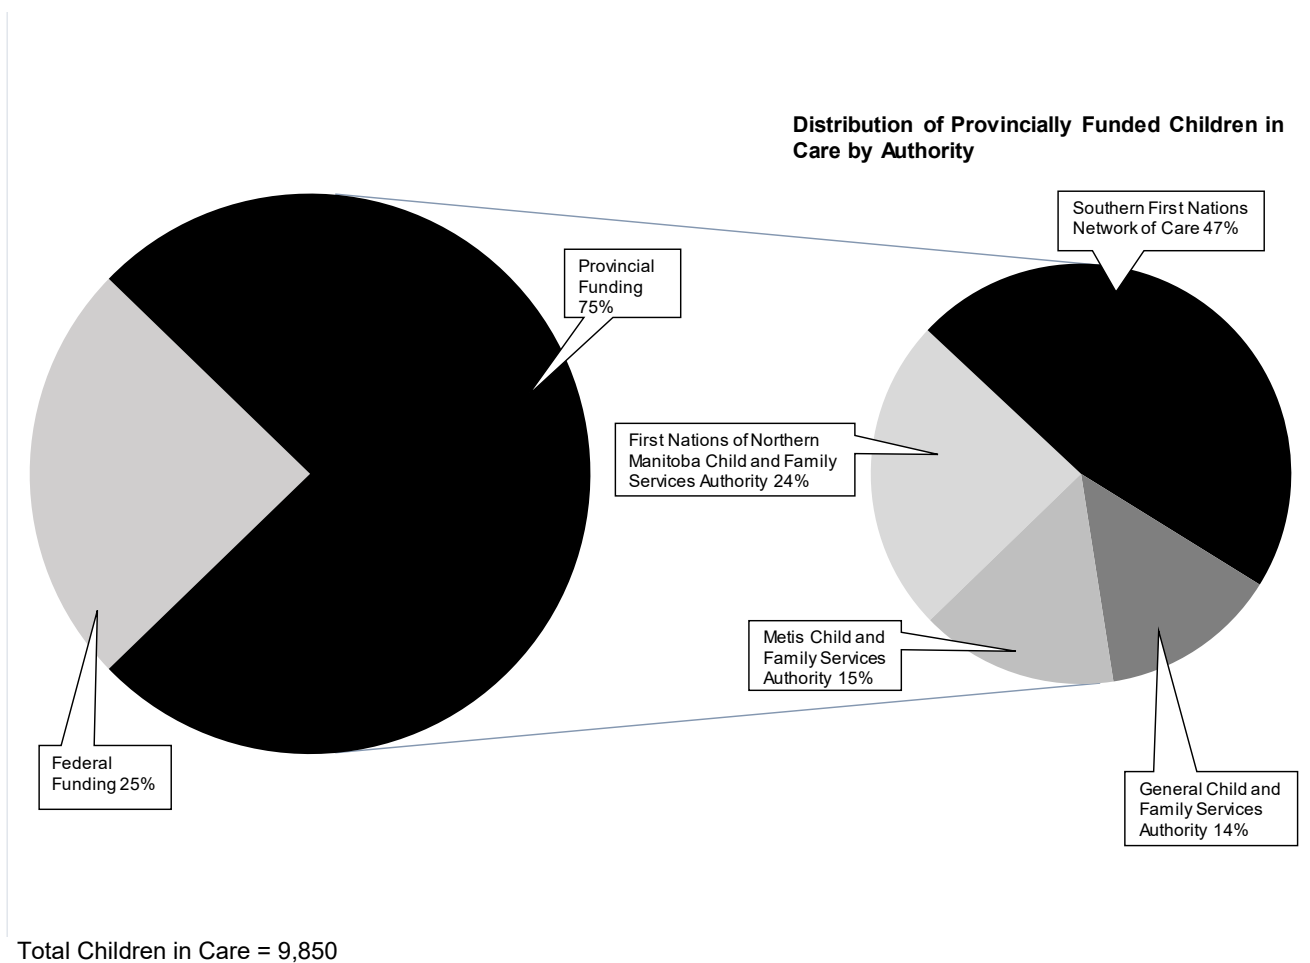 Distribution of Provincially Funded Children in
Care by Authority
Southern First Nations
Network of Care 47%
Provincial
Funding
75%
First Nations of Northern
Manitoba Child and Family
Services Authority 24%
Metis Child and
Family Services
Authority 15%
Federal
Funding 25%
General Child and
Family Services
Authority 14%
Total Children in Care = 9,850